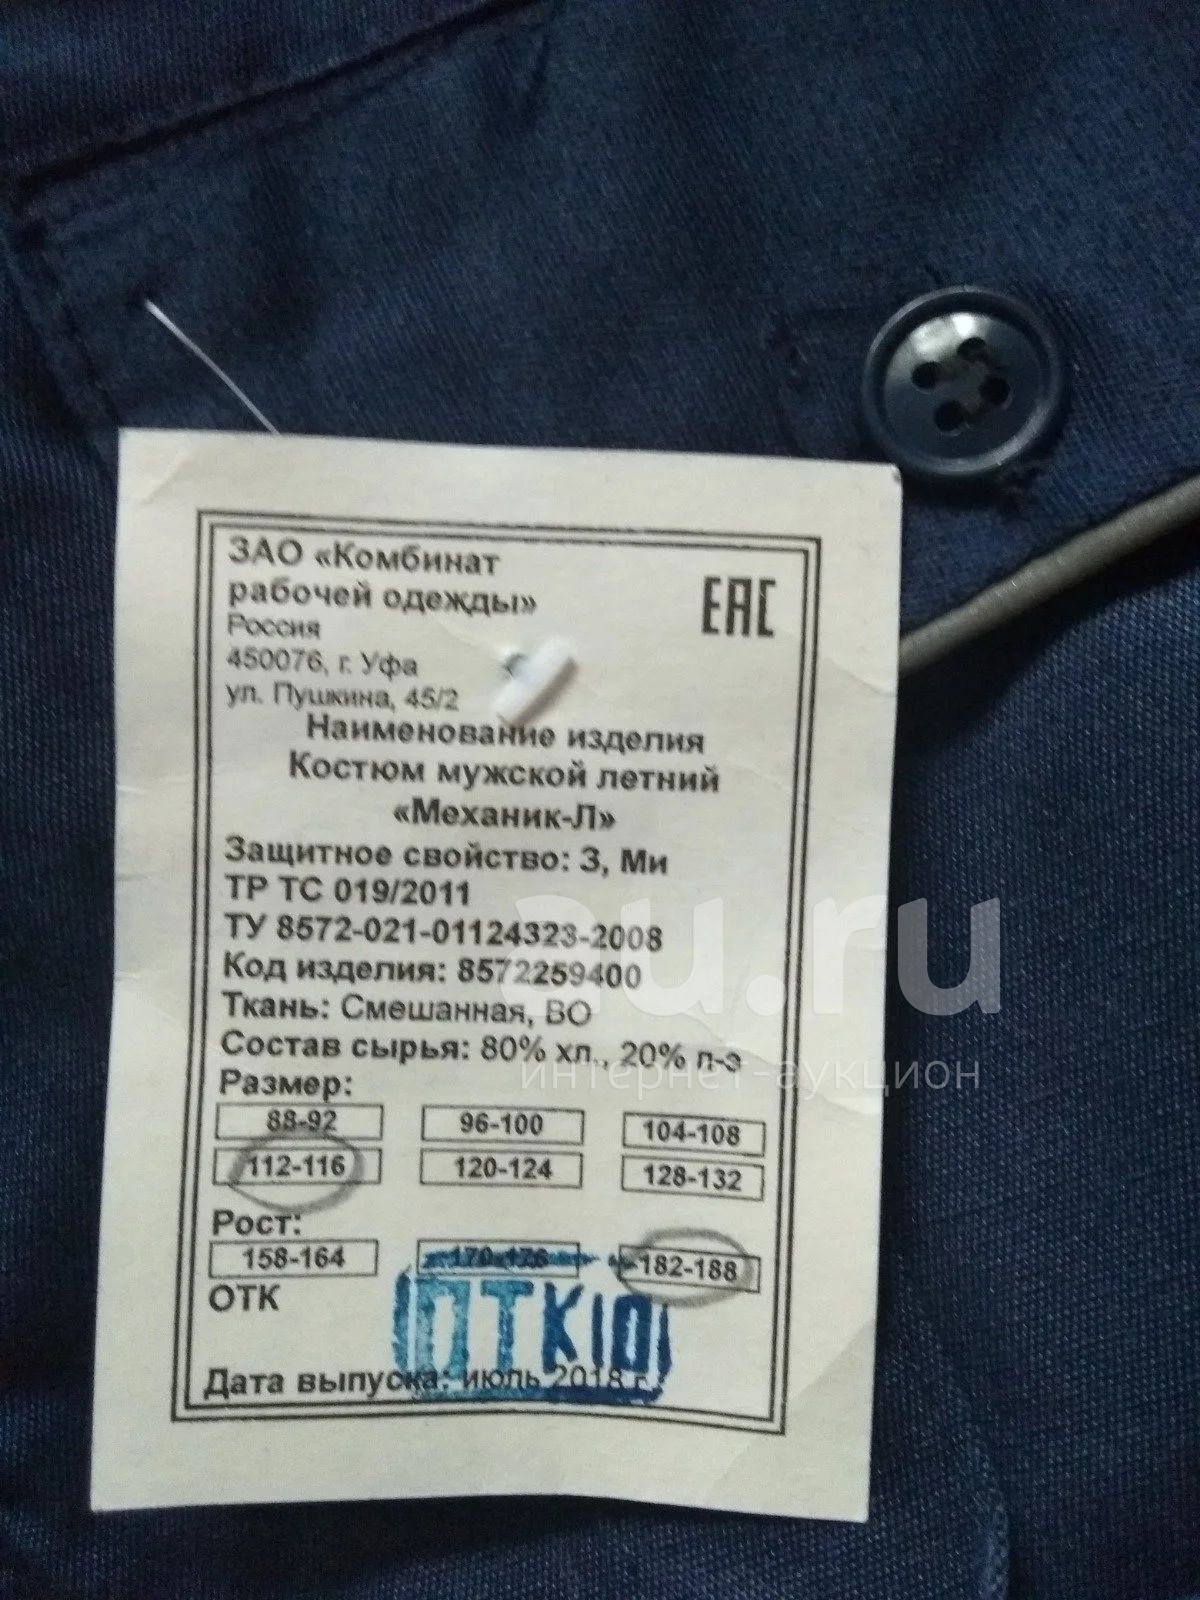 ЗАО «Комбинат
рабочей одежды»
EAC
Россия
450076, г. Уфа
ул. Пушкина, 45/2
Наименование изделия
Костюм мужской летний
«Механик-Л»
Защитное свойство: З, Ми
ТР ТС 019/2011
ТУ 8572-021-01124323-2008
Код изделия: 8572259400
Ткань: Смешанная, ВО
Состав сырья: 80% хл., 20% п-э
Размер:
88-92 96-100 104-108
112-116 120-124 128-132
Рост:
158-164 170-176 182-188
ОТК
ОТК 10
Дата выпуска: июль 2018 г.
au.ru
интернет-аукцион